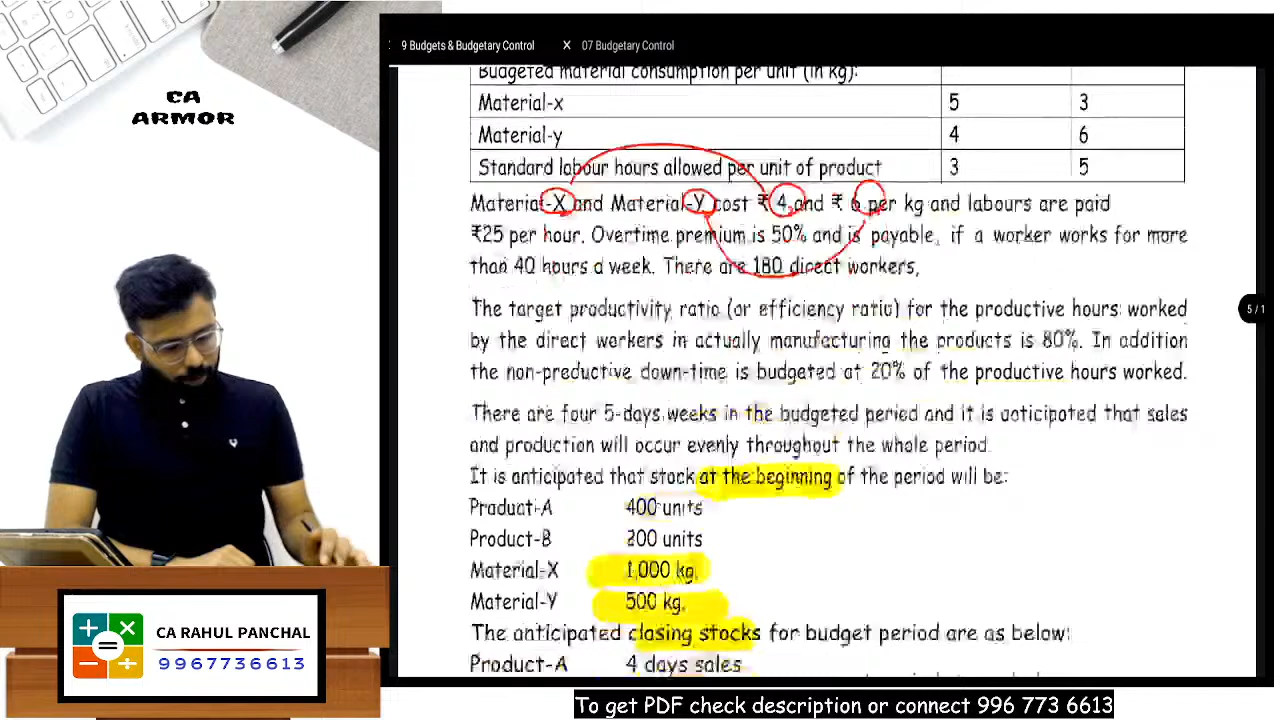 CA
ARMOR
9 Budgets & Budgetary Control X 07 Budgetary Control
Budgeted material consumption per unit (in kg):
Material-x 5 3
Material-y 4 6
Standard labour hours allowed per unit of product 3 5
Material-X and Material-Y cost ₹ 4 and ₹ 6 per kg and labours are paid
₹25 per hour. Overtime premium is 50% and is payable, if a worker works for more
than 40 hours a week. There are 180 direct workers,
The target productivity ratio (or efficiency ratio) for the productive hours worked
by the direct workers in actually manufacturing the products is 80%. In addition
the non-productive down-time is budgeted at 20% of the productive hours worked.
There are four 5-days weeks in the budgeted period and it is anticipated that sales
and production will occur evenly throughout the whole period.
It is anticipated that stock at the beginning of the period will be:
Product-A 400 units
Product-B 200 units
Material-X 1,000 kg.
Material-Y 500 kg.
The anticipated closing stocks for budget period are as below:
Product-A 4 days sales
5/1
CA RAHUL PANCHAL
9967736613
To get PDF check description or connect 996 773 6613